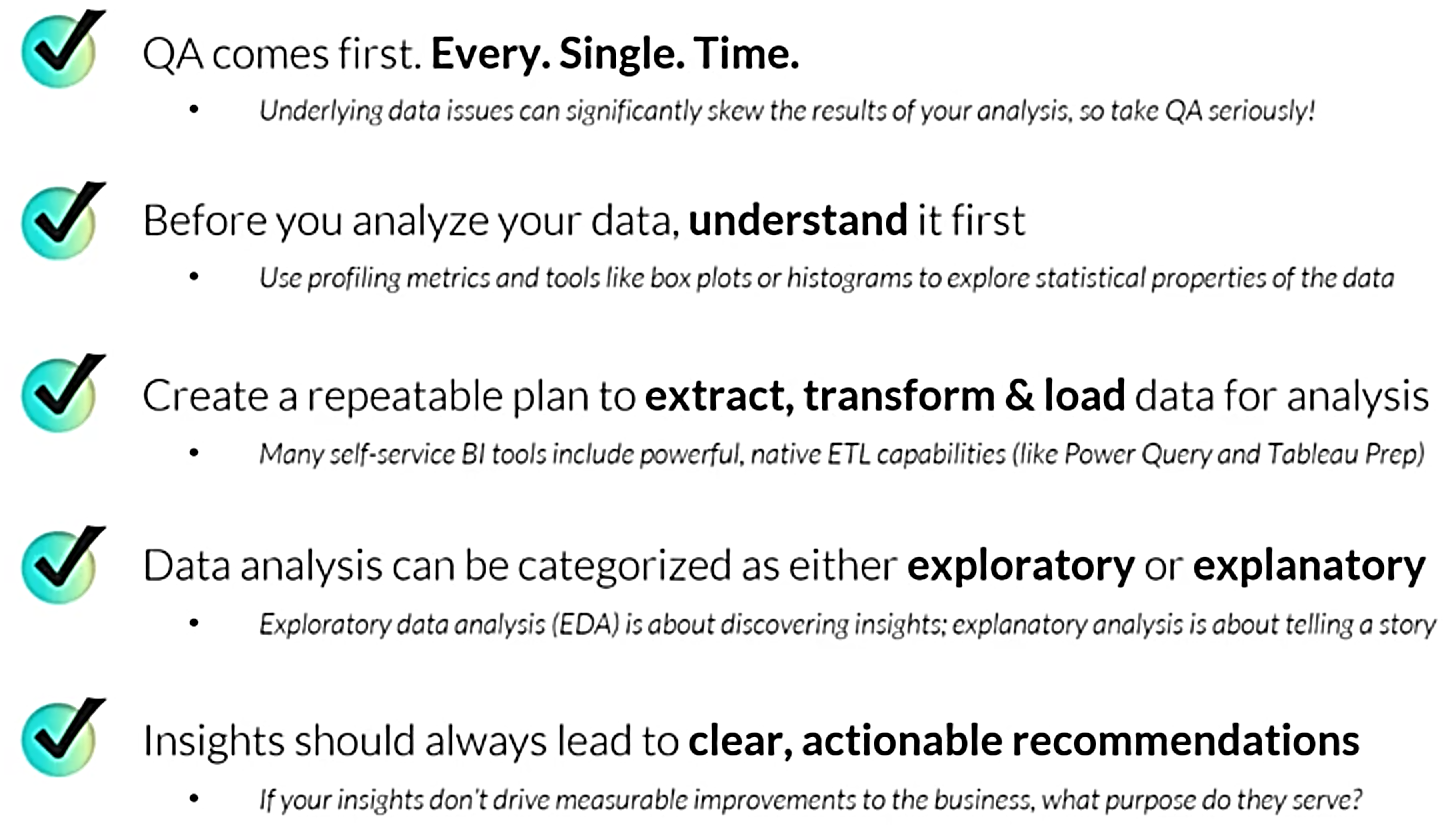 QA comes first. Every. Single. Time.
• Underlying data issues can significantly skew the results of your analysis, so take QA seriously!
Before you analyze your data, understand it first
• Use profiling metrics and tools like box plots or histograms to explore statistical properties of the data
Create a repeatable plan to extract, transform & load data for analysis
• Many self-service BI tools include powerful, native ETL capabilities (like Power Query and Tableau Prep)
Data analysis can be categorized as either exploratory or explanatory
• Exploratory data analysis (EDA) is about discovering insights; explanatory analysis is about telling a story
Insights should always lead to clear, actionable recommendations
• If your insights don't drive measurable improvements to the business, what purpose do they serve?